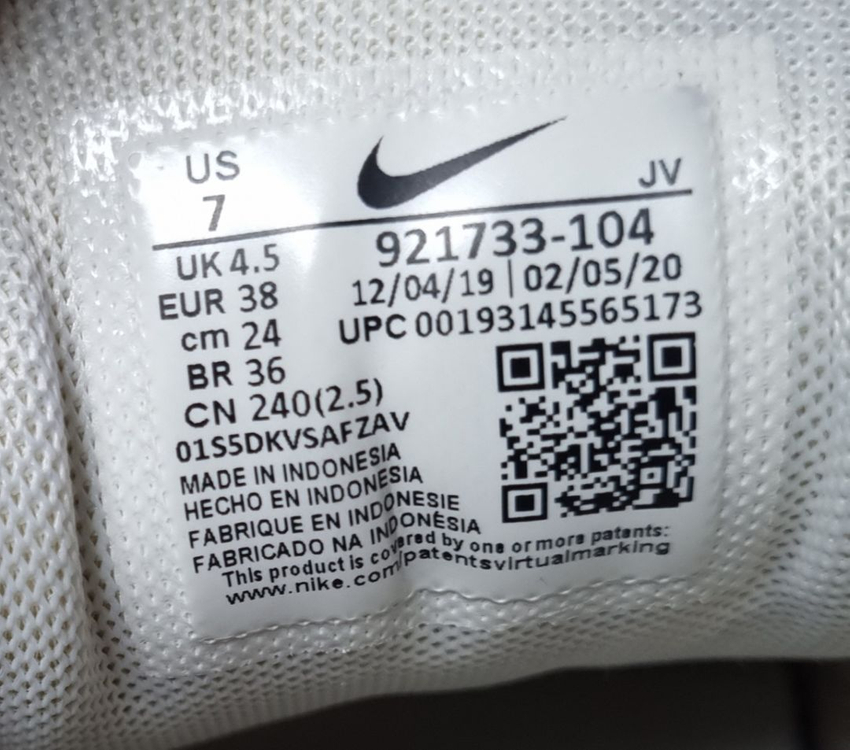 US
7
JV
UK 4.5
EUR 38
cm 24
BR 36
CN 240(2.5)
921733-104
12/04/19 | 02/05/20
UPC 00193145565173
01S5DKVSAFZAV
MADE IN INDONESIA
HECHO EN INDONESIA
FABRIQUE EN INDONESIE
FABRICADO NA INDONÉSIA
This product is covered by one or more patents:
www.nike.com/patentsvirtualmarking